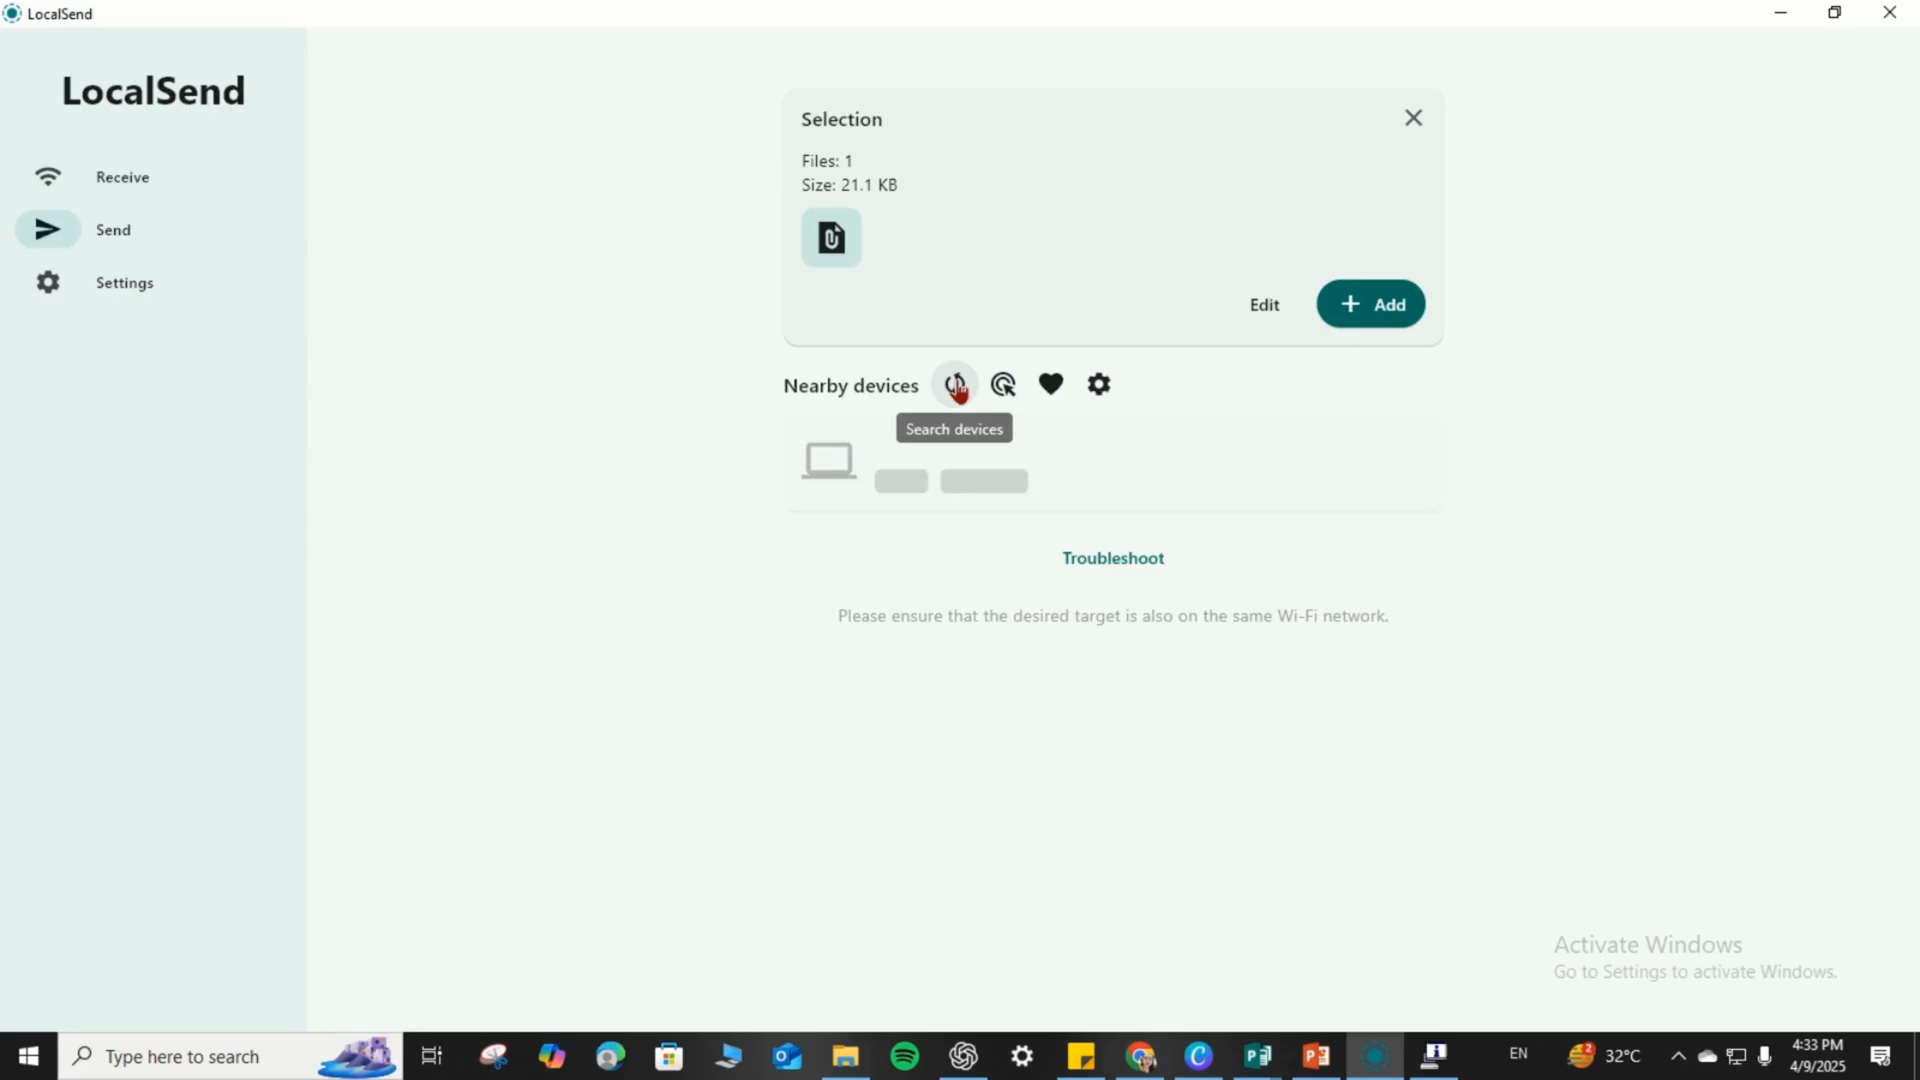 LocalSend
LocalSend
Receive
Send
Settings
Selection
Files: 1
Size: 21.1 KB
Edit
+ Add
Nearby devices
Search devices
Troubleshoot
Please ensure that the desired target is also on the same Wi-Fi network.
Activate Windows
Go to Settings to activate Windows.
Type here to search
EN
2
32°C
4:33 PM
4/9/2025